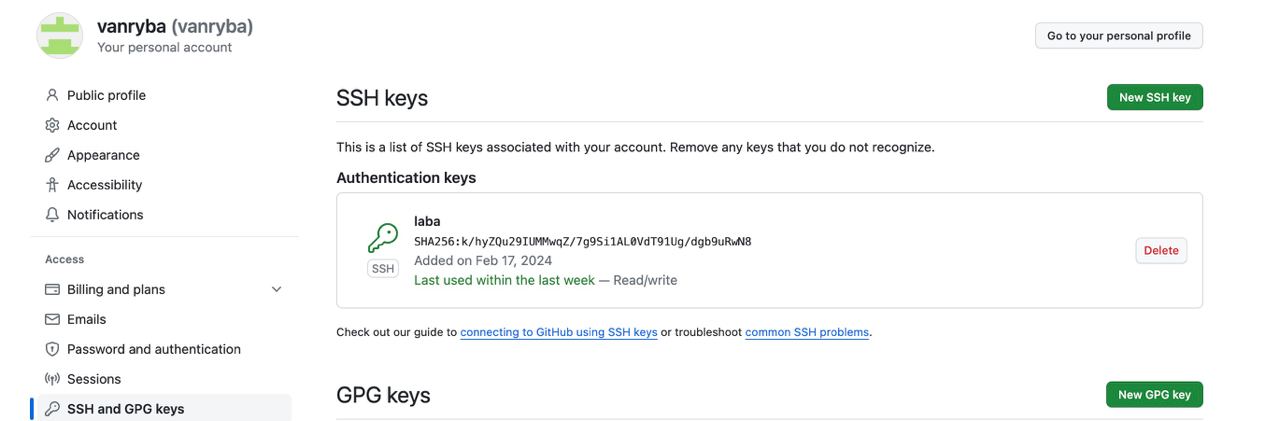 vanryba (vanryba)
Your personal account
Go to your personal profile
Public profile
Account
Appearance
Accessibility
Notifications
Access
Billing and plans
Emails
Password and authentication
Sessions
SSH and GPG keys
SSH keys
New SSH key
This is a list of SSH keys associated with your account. Remove any keys that you do not recognize.
Authentication keys
laba
SHA256:k/hyZQu29IUMMwqZ/7g9Si1AL0VdT91Ug/dgb9uRwN8
Added on Feb 17, 2024
Last used within the last week — Read/write
SSH
Delete
Check out our guide to connecting to GitHub using SSH keys or troubleshoot common SSH problems.
GPG keys
New GPG key